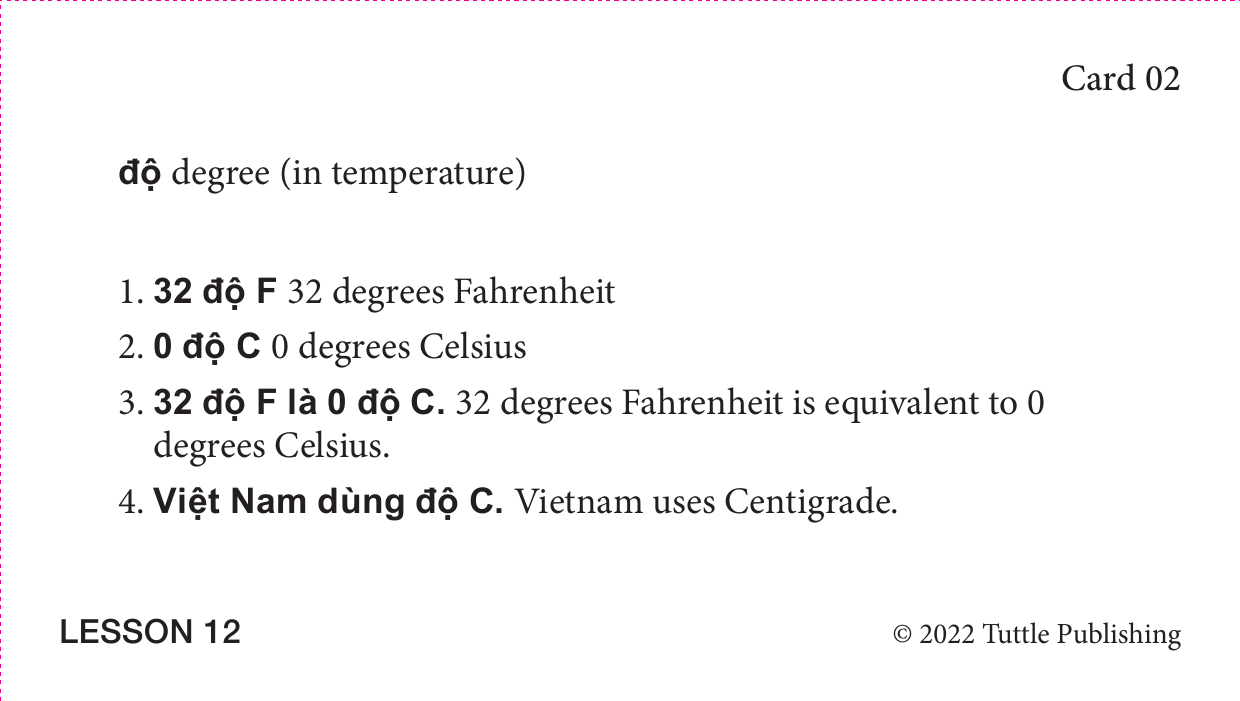 Card 02
độ degree (in temperature)
1. 32 độ F 32 degrees Fahrenheit
2. 0 độ C 0 degrees Celsius
3. 32 độ F là 0 độ C. 32 degrees Fahrenheit is equivalent to 0
degrees Celsius.
4. Việt Nam dùng độ C. Vietnam uses Centigrade.
LESSON 12
© 2022 Tuttle Publishing